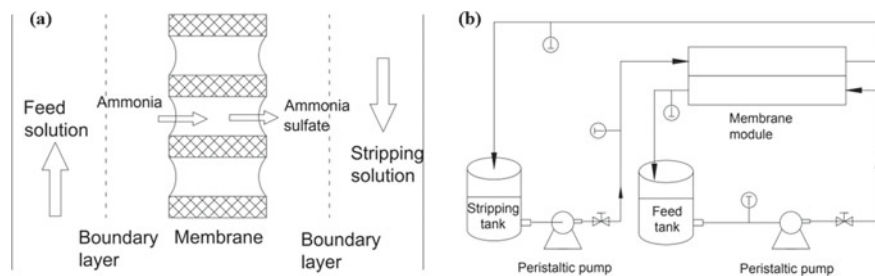 (a)
Feed
solution
Ammonia
Ammonia
sulfate
Stripping
solution
Boundary
layer
Membrane
Boundary
layer
(b)
Membrane
module
Stripping
tank
Feed
tank
Peristaltic pump
Peristaltic pump